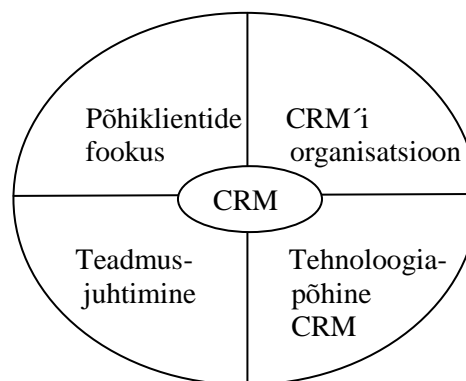 Põhiklientide
fookus
CRM´i
organisatsioon
CRM
Teadmus-
juhtimine
Tehnoloogia-
põhine
CRM